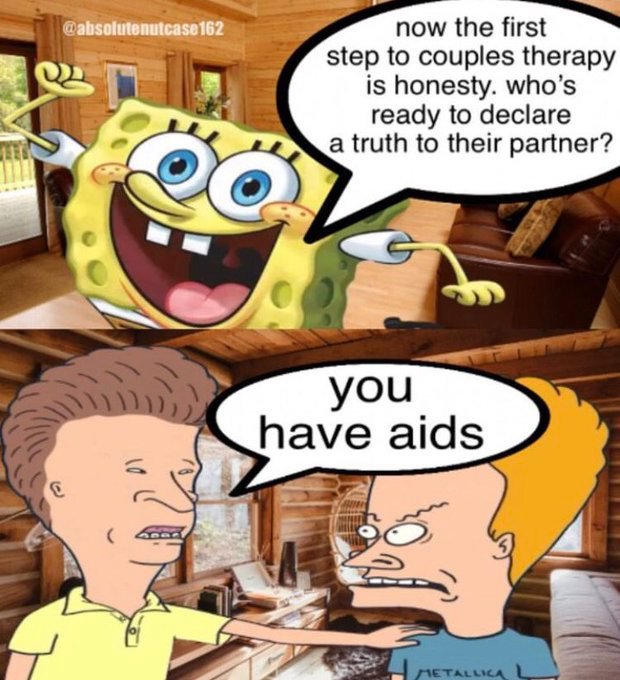 @absolutenutcase162
now the first
step to couples therapy
is honesty. who's
ready to declare
a truth to their partner?
you
have aids
METALLICA